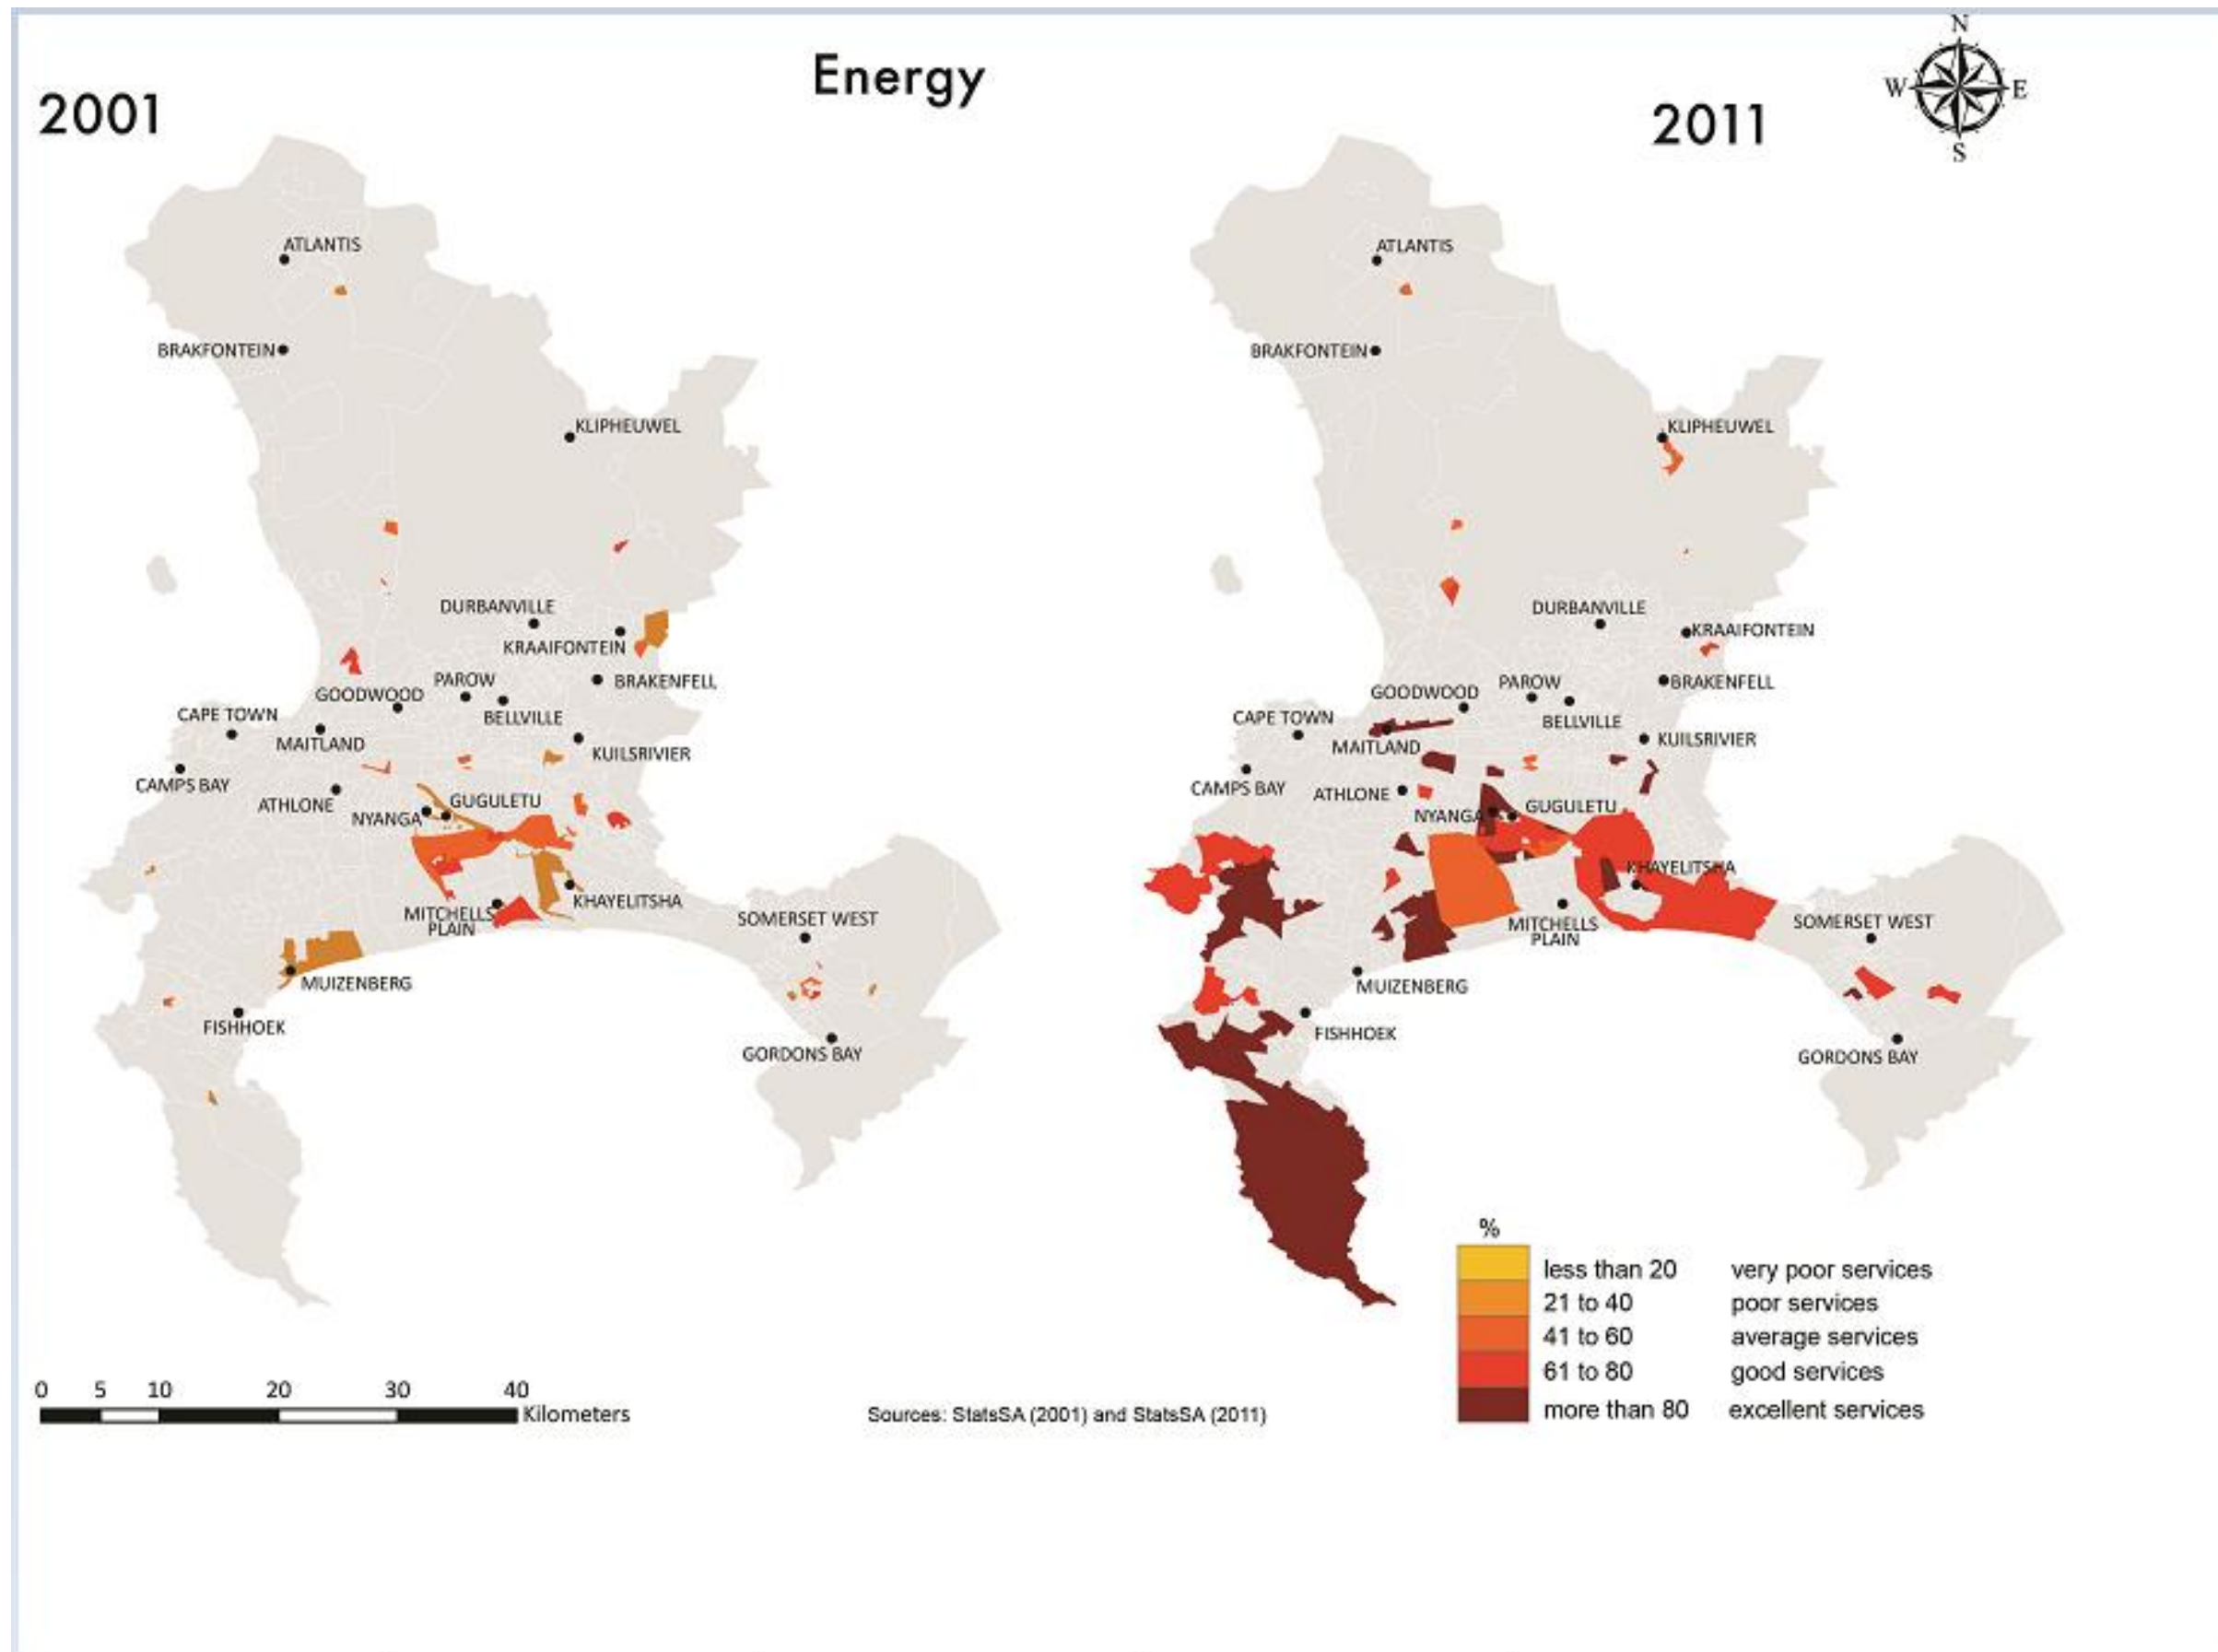 Energy
2001
2011
N
W
E
S
ATLANTIS
BRAKFONTEIN
KLIPHEUWEL
DURBANVILLE
KRAAIFONTEIN
BRAKENFELL
PAROW
GOODWOOD
BELLVILLE
CAPE TOWN
MAITLAND
KUILSRIVIER
CAMPS BAY
ATHLONE
GUGULETU
NYANGA
KHAYELITSHA
MITCHELLS
PLAIN
SOMERSET WEST
MUIZENBERG
FISHHOEK
GORDONS BAY
ATLANTIS
BRAKFONTEIN
KLIPHEUWEL
DURBANVILLE
KRAAIFONTEIN
BRAKENFELL
PAROW
GOODWOOD
BELLVILLE
CAPE TOWN
MAITLAND
KUILSRIVIER
CAMPS BAY
ATHLONE
GUGULETU
NYANGA
KHAYELITSHA
MITCHELLS
PLAIN
SOMERSET WEST
MUIZENBERG
FISHHOEK
GORDONS BAY
%
less than 20 very poor services
21 to 40 poor services
41 to 60 average services
61 to 80 good services
more than 80 excellent services
0 5 10 20 30 40
Kilometers
Sources: StatsSA (2001) and StatsSA (2011)